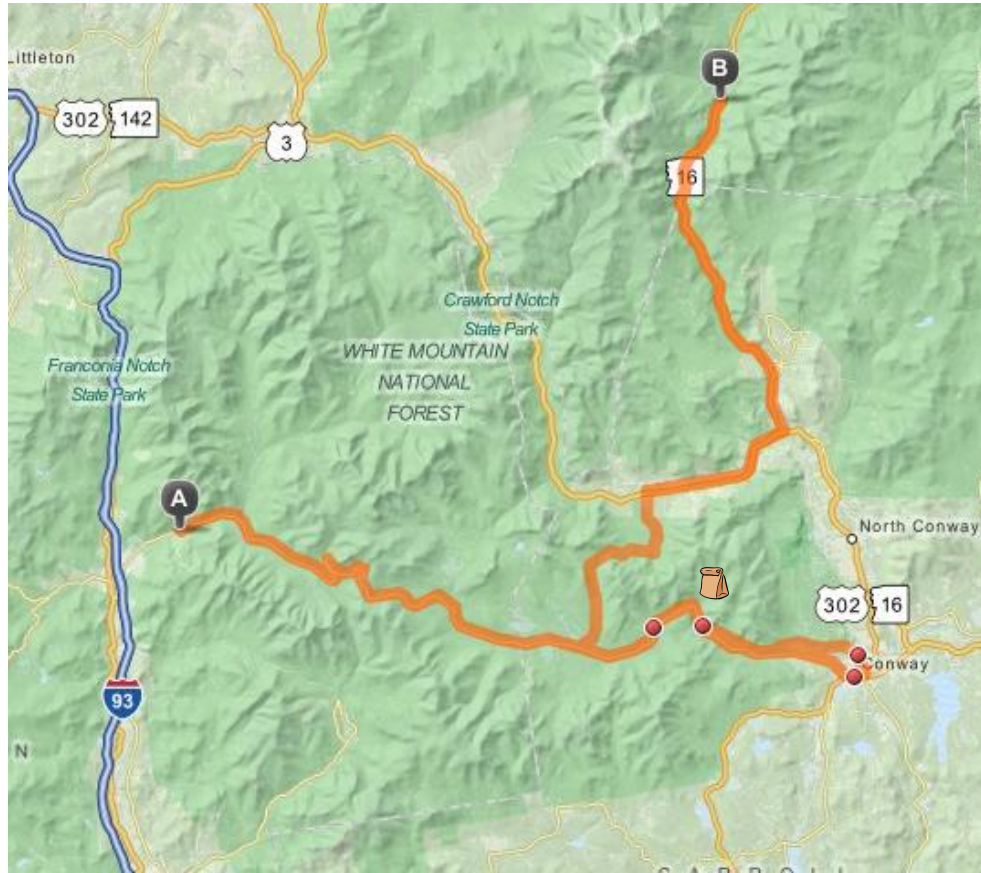 Littleton
B
302
142
3
16
Crawford Notch
State Park
WHITE MOUNTAIN
NATIONAL
FOREST
Franconia Notch
State Park
A
North Conway
302
16
Conway
93
N
CARROLL